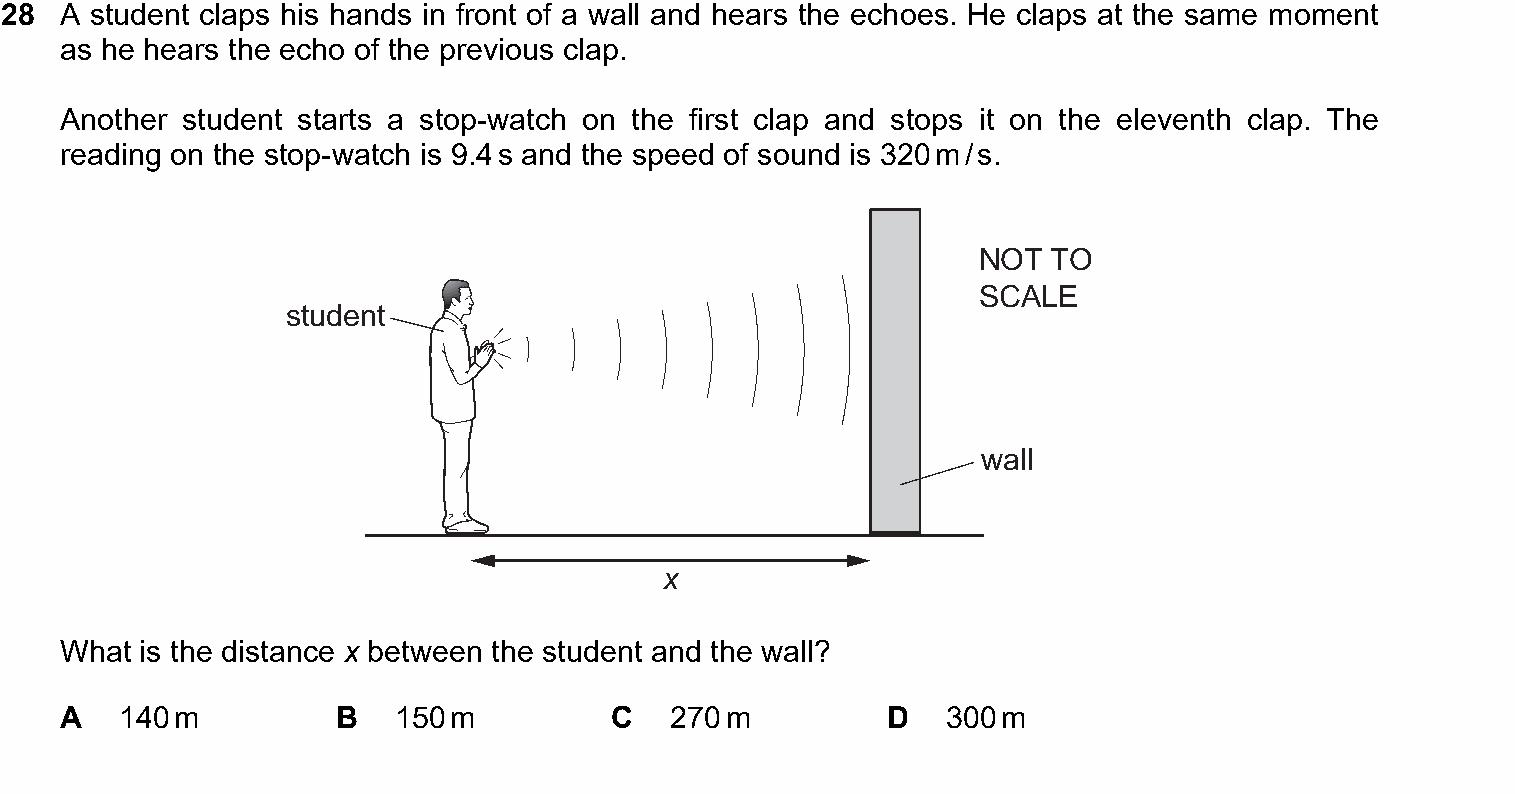 28 A student claps his hands in front of a wall and hears the echoes. He claps at the same moment
as he hears the echo of the previous clap.
Another student starts a stop-watch on the first clap and stops it on the eleventh clap. The
reading on the stop-watch is 9.4 s and the speed of sound is 320 m / s.
NOT TO
SCALE
student
wall
x
What is the distance x between the student and the wall?
A 140 m B 150 m C 270 m D 300 m